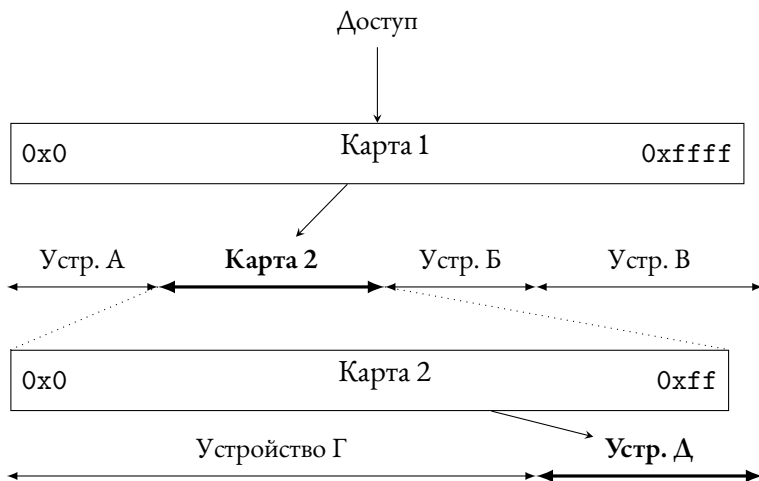 Доступ
0x0 Карта 1 0xffff
Устр. А Карта 2 Устр. Б Устр. В
0x0 Карта 2 0xff
Устройство Г Устр. Д